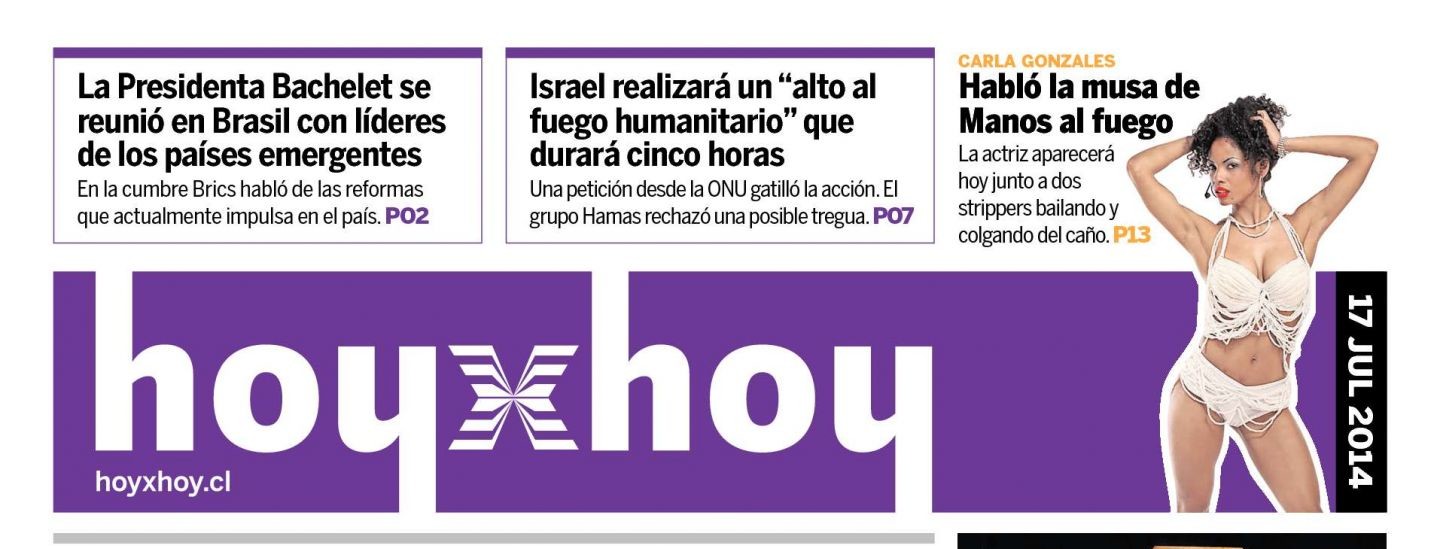 La Presidenta Bachelet se
reunió en Brasil con líderes
de los países emergentes
En la cumbre Brics habló de las reformas
que actualmente impulsa en el país. P02
Israel realizará un “alto al
fuego humanitario” que
durará cinco horas
Una petición desde la ONU gatilló la acción. El
grupo Hamas rechazó una posible tregua. P07
CARLA GONZALES
Habló la musa de
Manos al fuego
La actriz aparecerá
hoy junto a dos
strippers bailando y
colgando del caño. P13
hoyxhoy
hoyxhoy.cl
17 JUL 2014